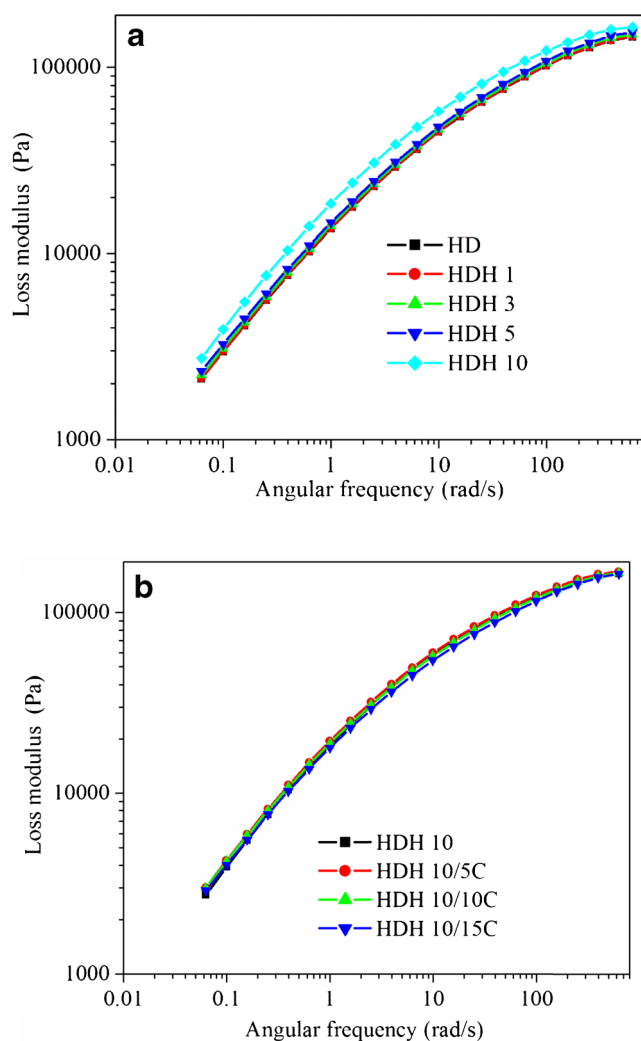 a
100000
10000
1000
Loss modulus (Pa)
HD
HDH 1
HDH 3
HDH 5
HDH 10
0.01 0.1 1 10 100
Angular frequency (rad/s)
b
100000
10000
1000
Loss modulus (Pa)
HDH 10
HDH 10/5C
HDH 10/10C
HDH 10/15C
0.01 0.1 1 10 100
Angular frequency (rad/s)